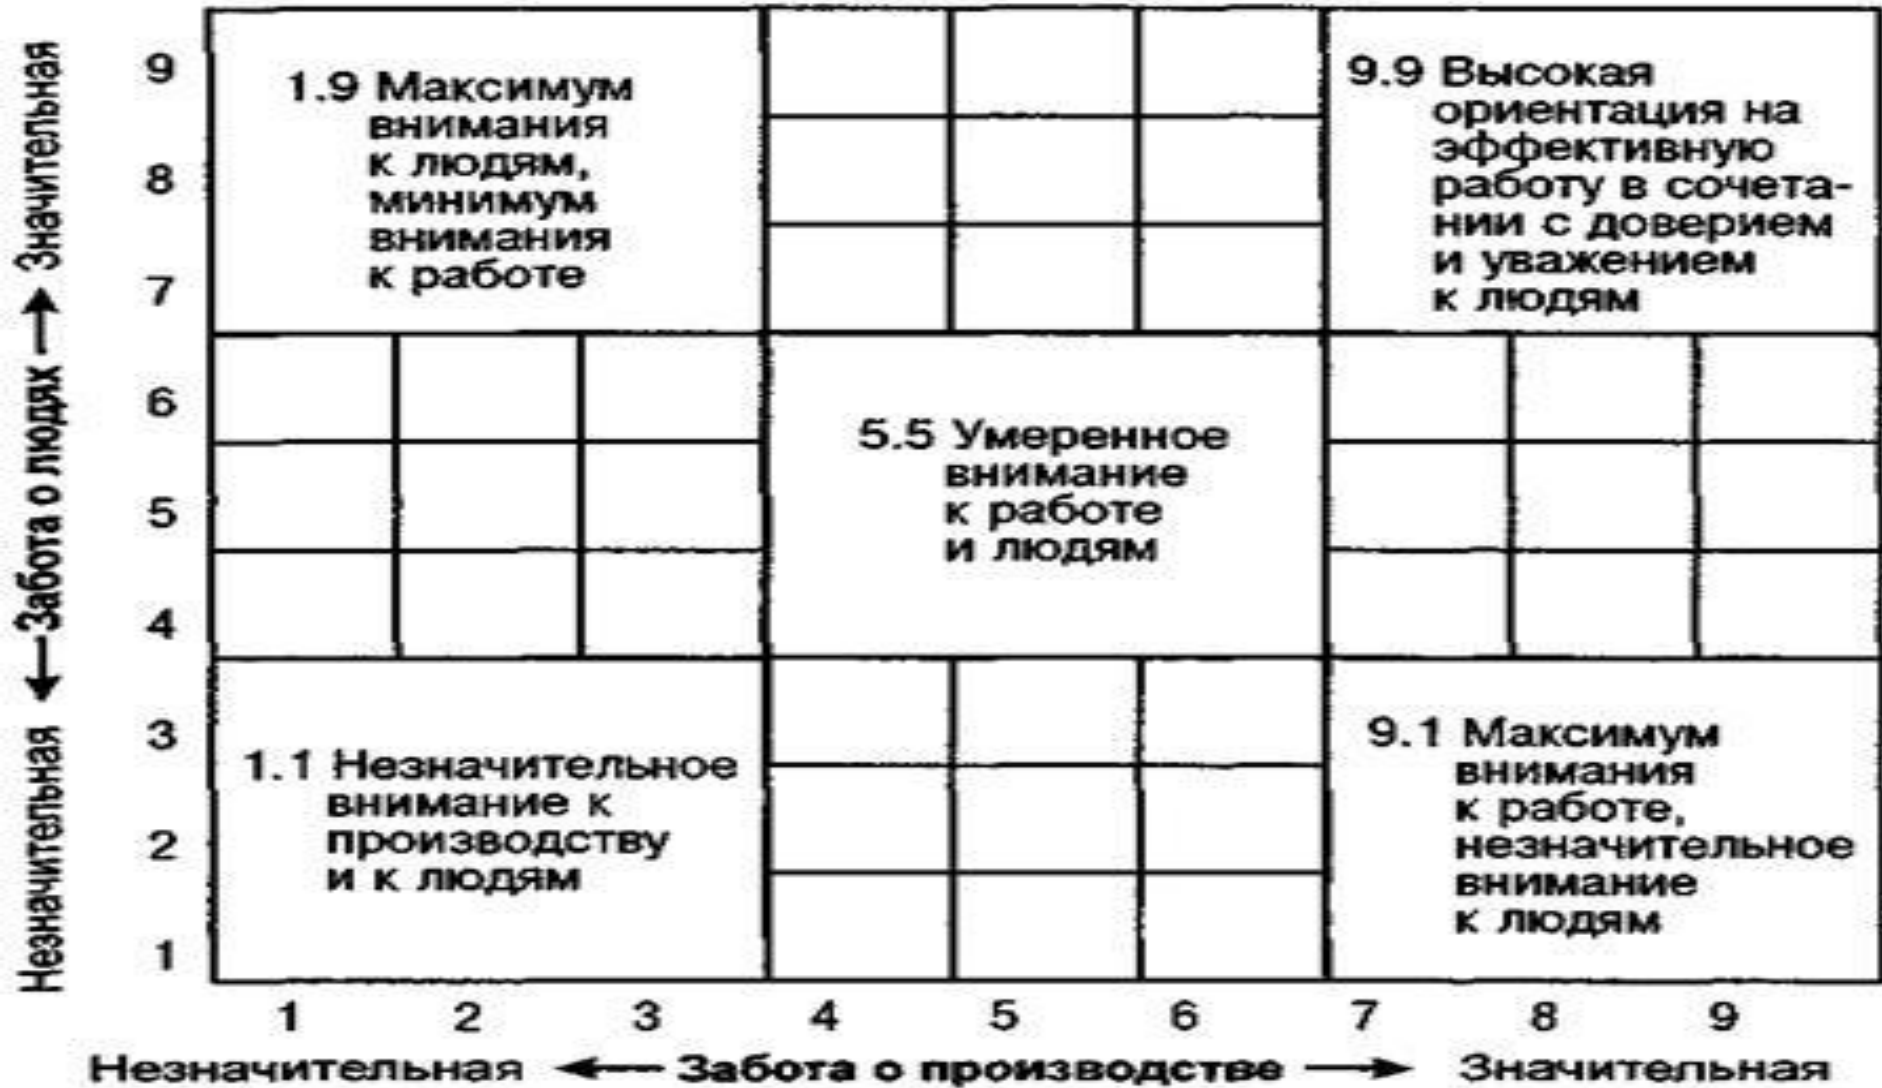 Значительная
←Забота о людях→
Незначительная
9
8
7
6
5
4
3
2
1
1.9 Максимум
внимания
к людям,
минимум
внимания
к работе
9.9 Высокая
ориентация на
эффективную
работу в сочета-
нии с доверием
и уважением
к людям
5.5 Умеренное
внимание
к работе
и людям
1.1 Незначительное
внимание к
производству
и к людям
9.1 Максимум
внимания
к работе,
незначительное
внимание
к людям
1 2 3 4 5 6 7 8 9
Незначительная ← Забота о производстве → Значительная